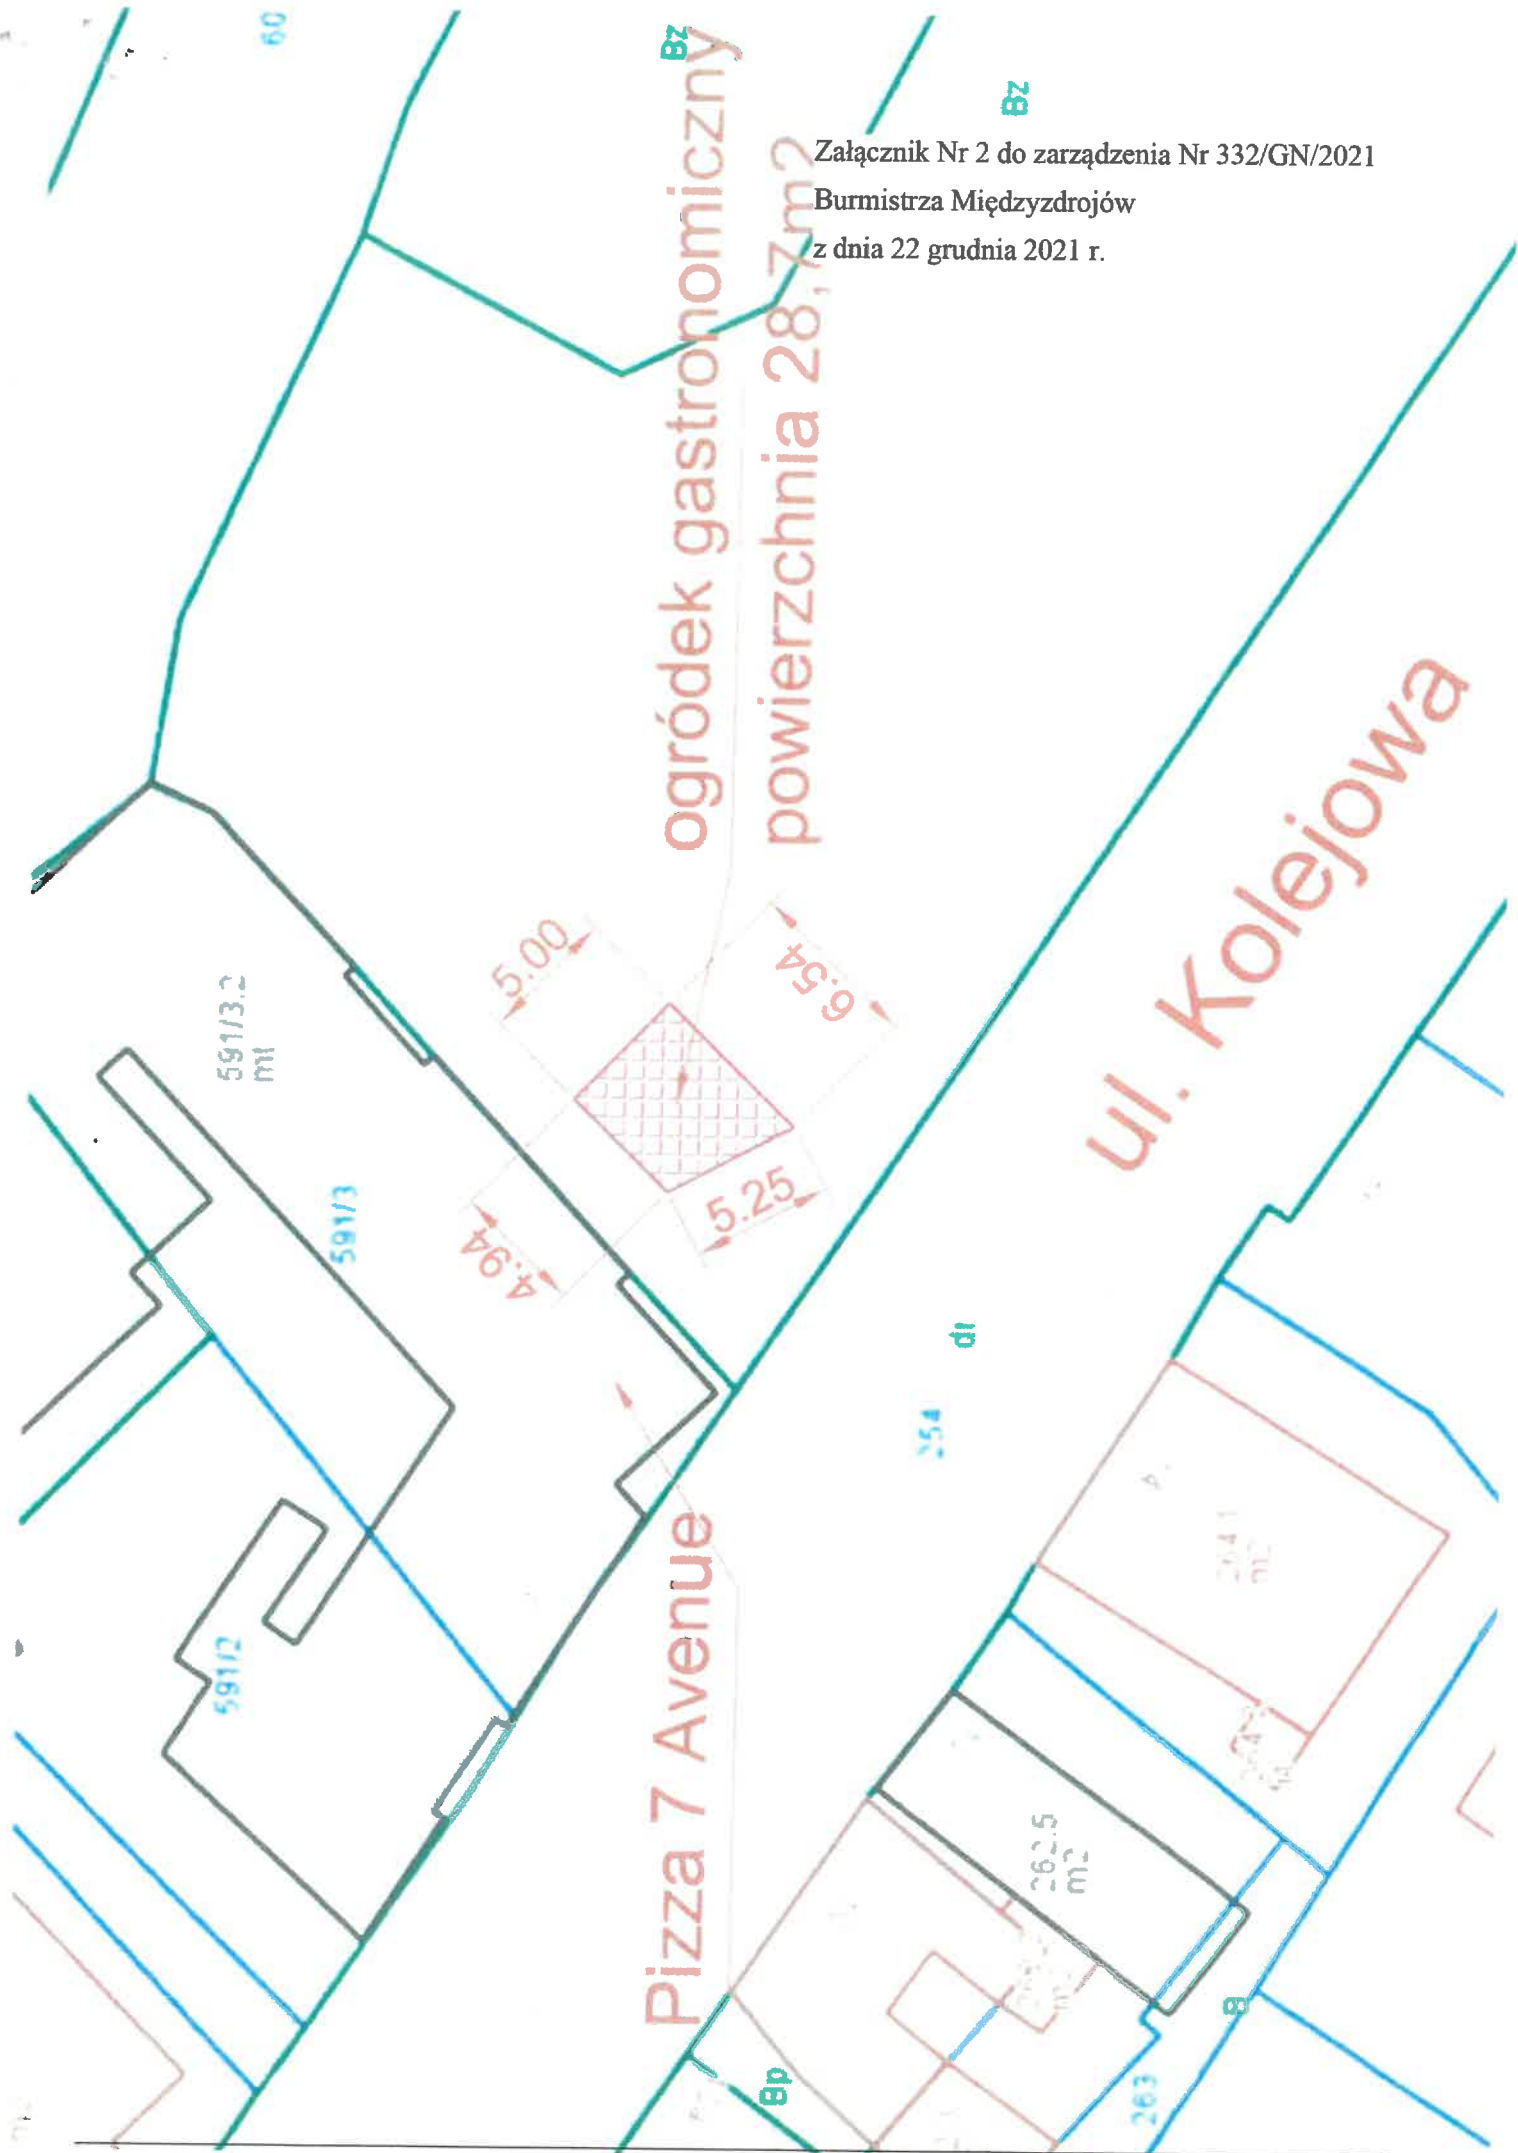 60
Bz
Bz
Załącznik Nr 2 do zarządzenia Nr 332/GN/2021
Burmistrza Międzyzdrojów
z dnia 22 grudnia 2021 r.
ogródek gastronomiczny
powierzchnia 28,7m2
591/3.2
591/3
5.00
6.54
4.94
5.25
ul. Kolejowa
dr
254
Pizza 7 Avenue
591/2
262.5
m2
Bp
B
263